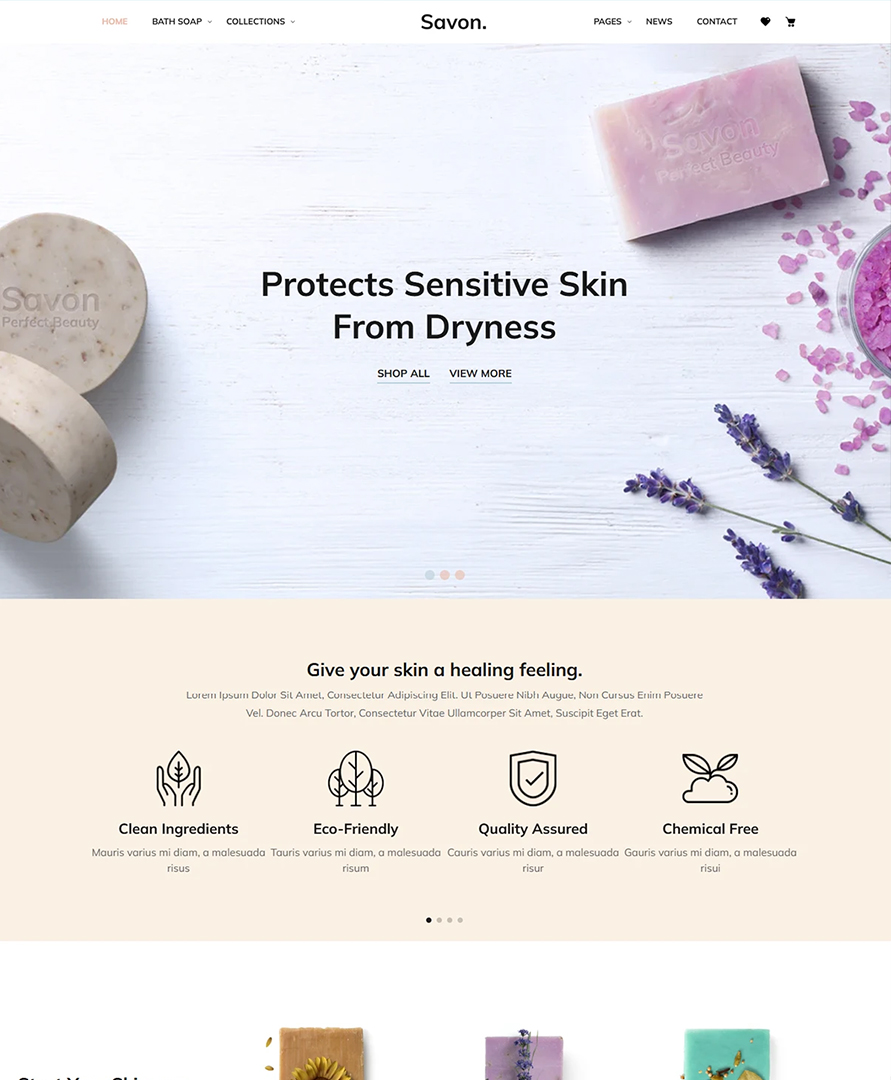 HOME BATH SOAP COLLECTIONS Savon. PAGES NEWS CONTACT
Savon
Perfect Beauty
Savon
Perfect Beauty
Protects Sensitive Skin
From Dryness
SHOP ALL VIEW MORE
Give your skin a healing feeling.
Lorem Ipsum Dolor Sit Amet, Consectetur Adipiscing Elit. Ut Posuere Nibh Augue, Non Cursus Enim Posuere
Vel. Donec Arcu Tortor, Consectetur Vitae Ullamcorper Sit Amet, Suscipit Eget Erat.
Clean Ingredients Eco-Friendly Quality Assured Chemical Free
Mauris varius mi diam, a malesuada Tauris varius mi diam, a malesuada Cauris varius mi diam, a malesuada Gauris varius mi diam, a malesuada
risus risum risur risui
Start Your